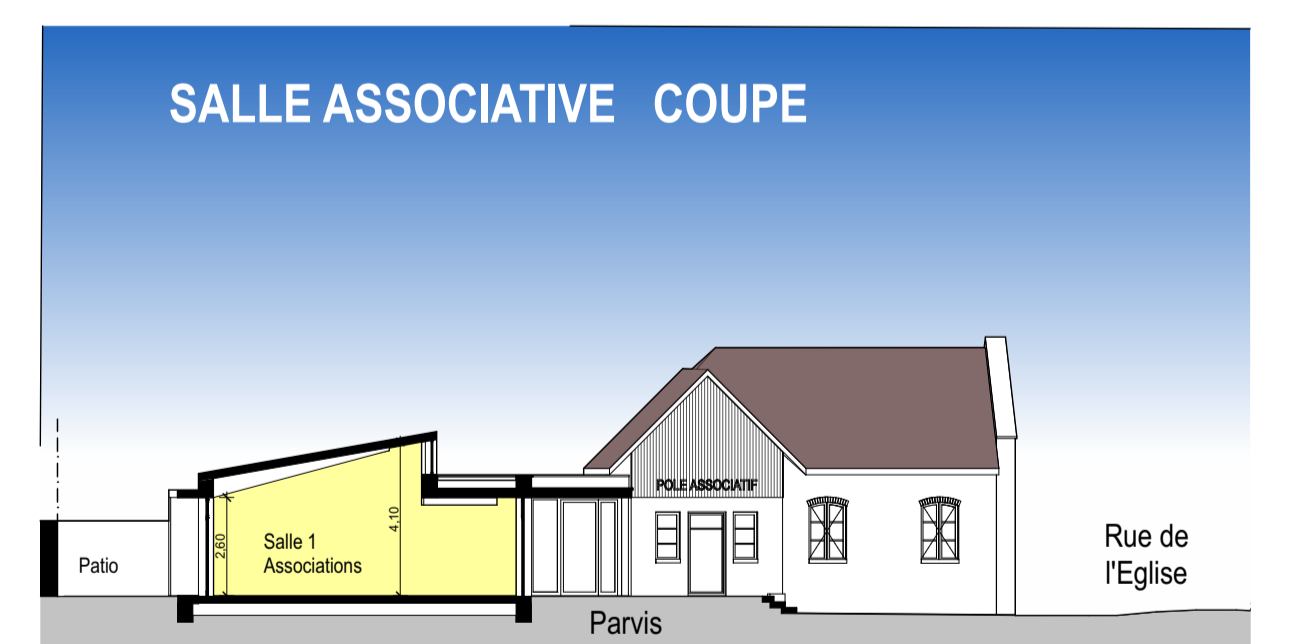 SALLE ASSOCIATIVE COUPE
POLE ASSOCIATIF
4,10
2,60
Salle 1
Associations
Patio
Rue de
l'Eglise
Parvis